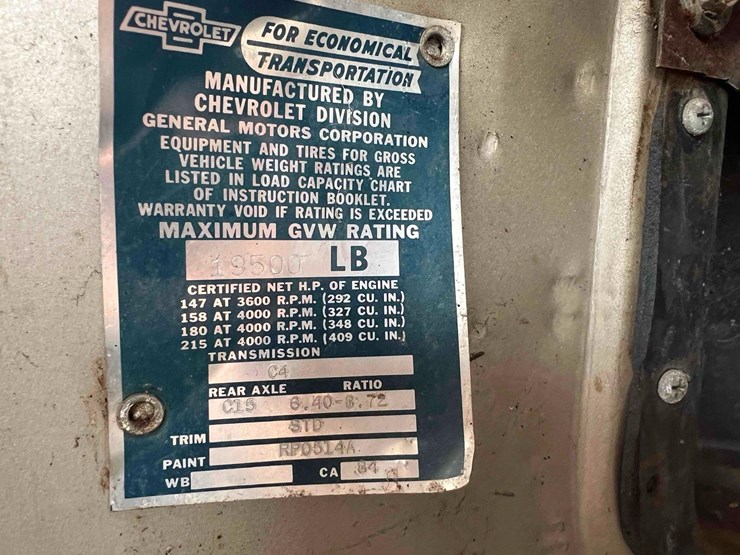 CHEVROLET
FOR ECONOMICAL
TRANSPORTATION
MANUFACTURED BY
CHEVROLET DIVISION
GENERAL MOTORS CORPORATION
EQUIPMENT AND TIRES FOR GROSS
VEHICLE WEIGHT RATINGS ARE
LISTED IN LOAD CAPACITY CHART
OF INSTRUCTION BOOKLET.
WARRANTY VOID IF RATING IS EXCEEDED
MAXIMUM GVW RATING
19500 LB
CERTIFIED NET H.P. OF ENGINE
147 AT 3600 R.P.M. (292 CU. IN.)
158 AT 4000 R.P.M. (327 CU. IN.)
180 AT 4000 R.P.M. (348 CU. IN.)
215 AT 4000 R.P.M. (409 CU. IN.)
TRANSMISSION
C4
REAR AXLE RATIO
C15 6.40-8.72
TRIM STD
PAINT RP0514A
WB CA 84